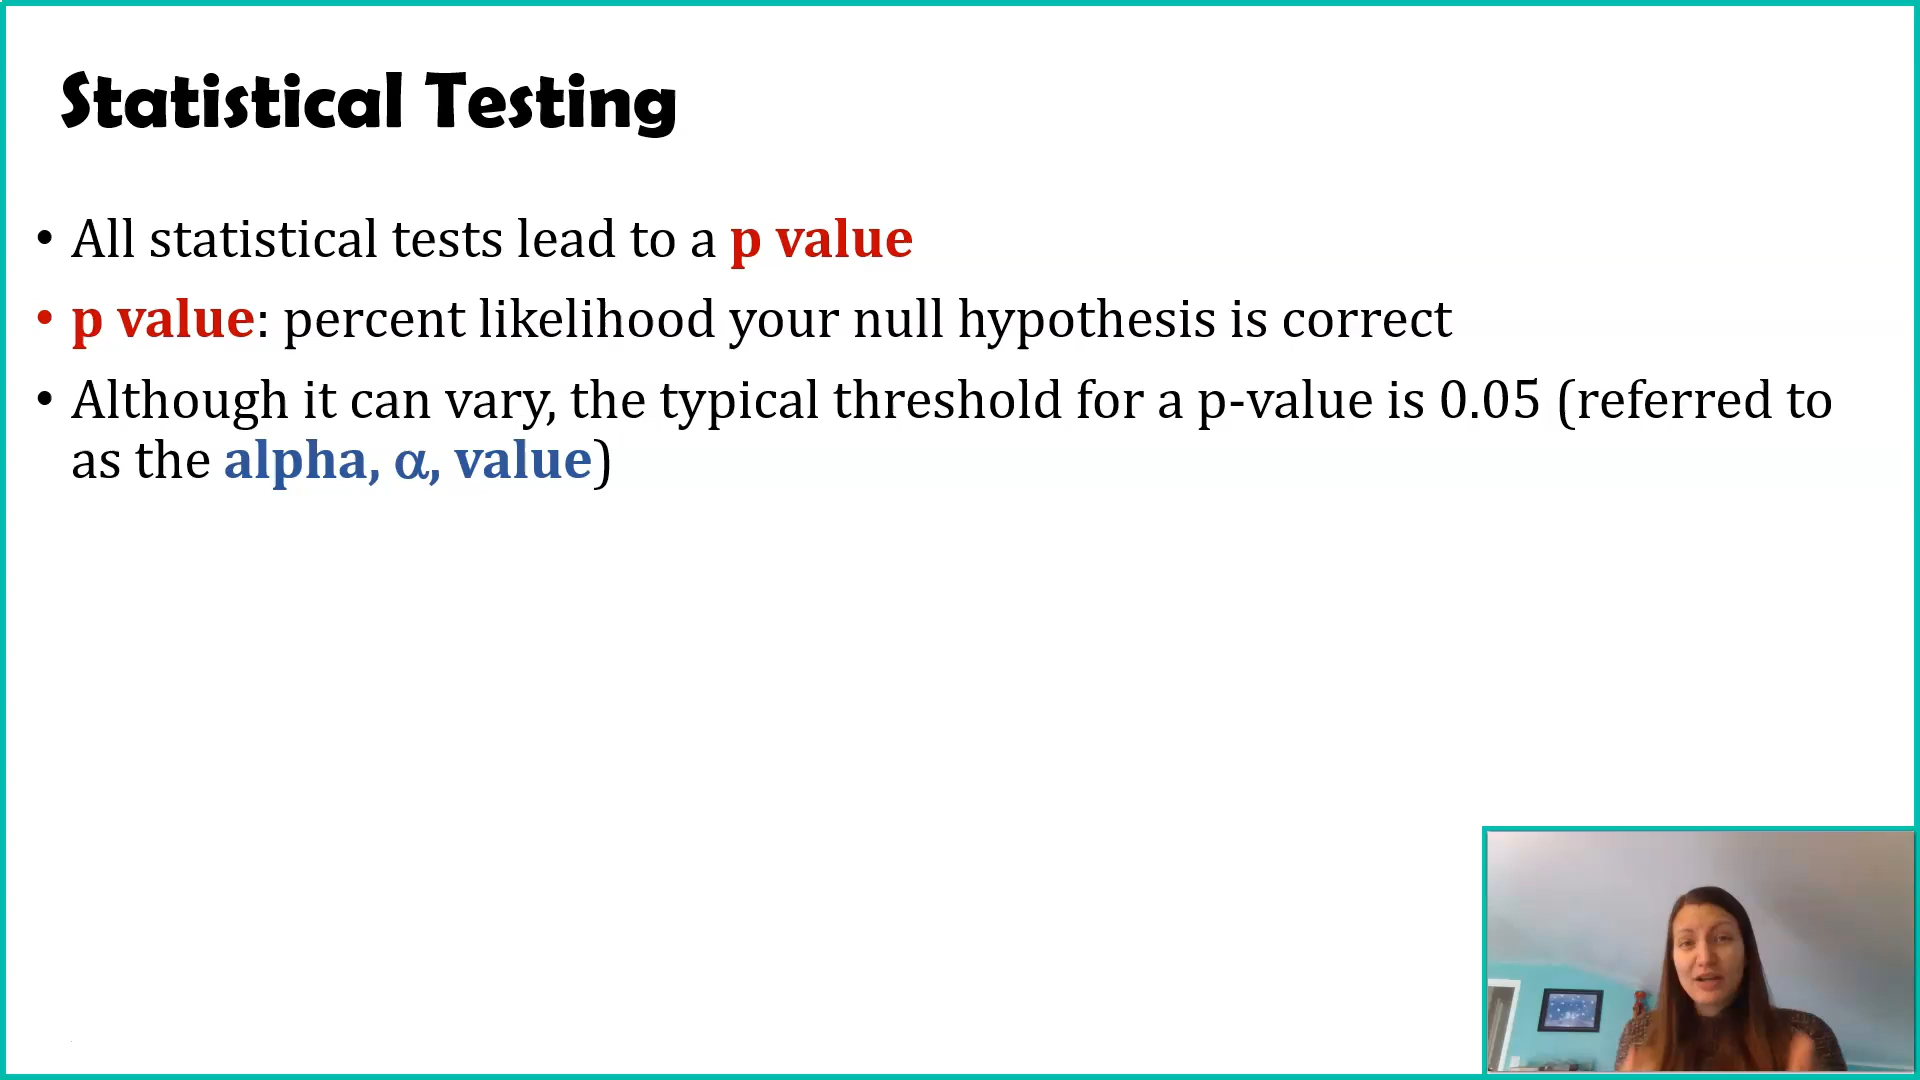 Statistical Testing
• All statistical tests lead to a p value
• p value: percent likelihood your null hypothesis is correct
• Although it can vary, the typical threshold for a p-value is 0.05 (referred to
as the alpha, α, value)